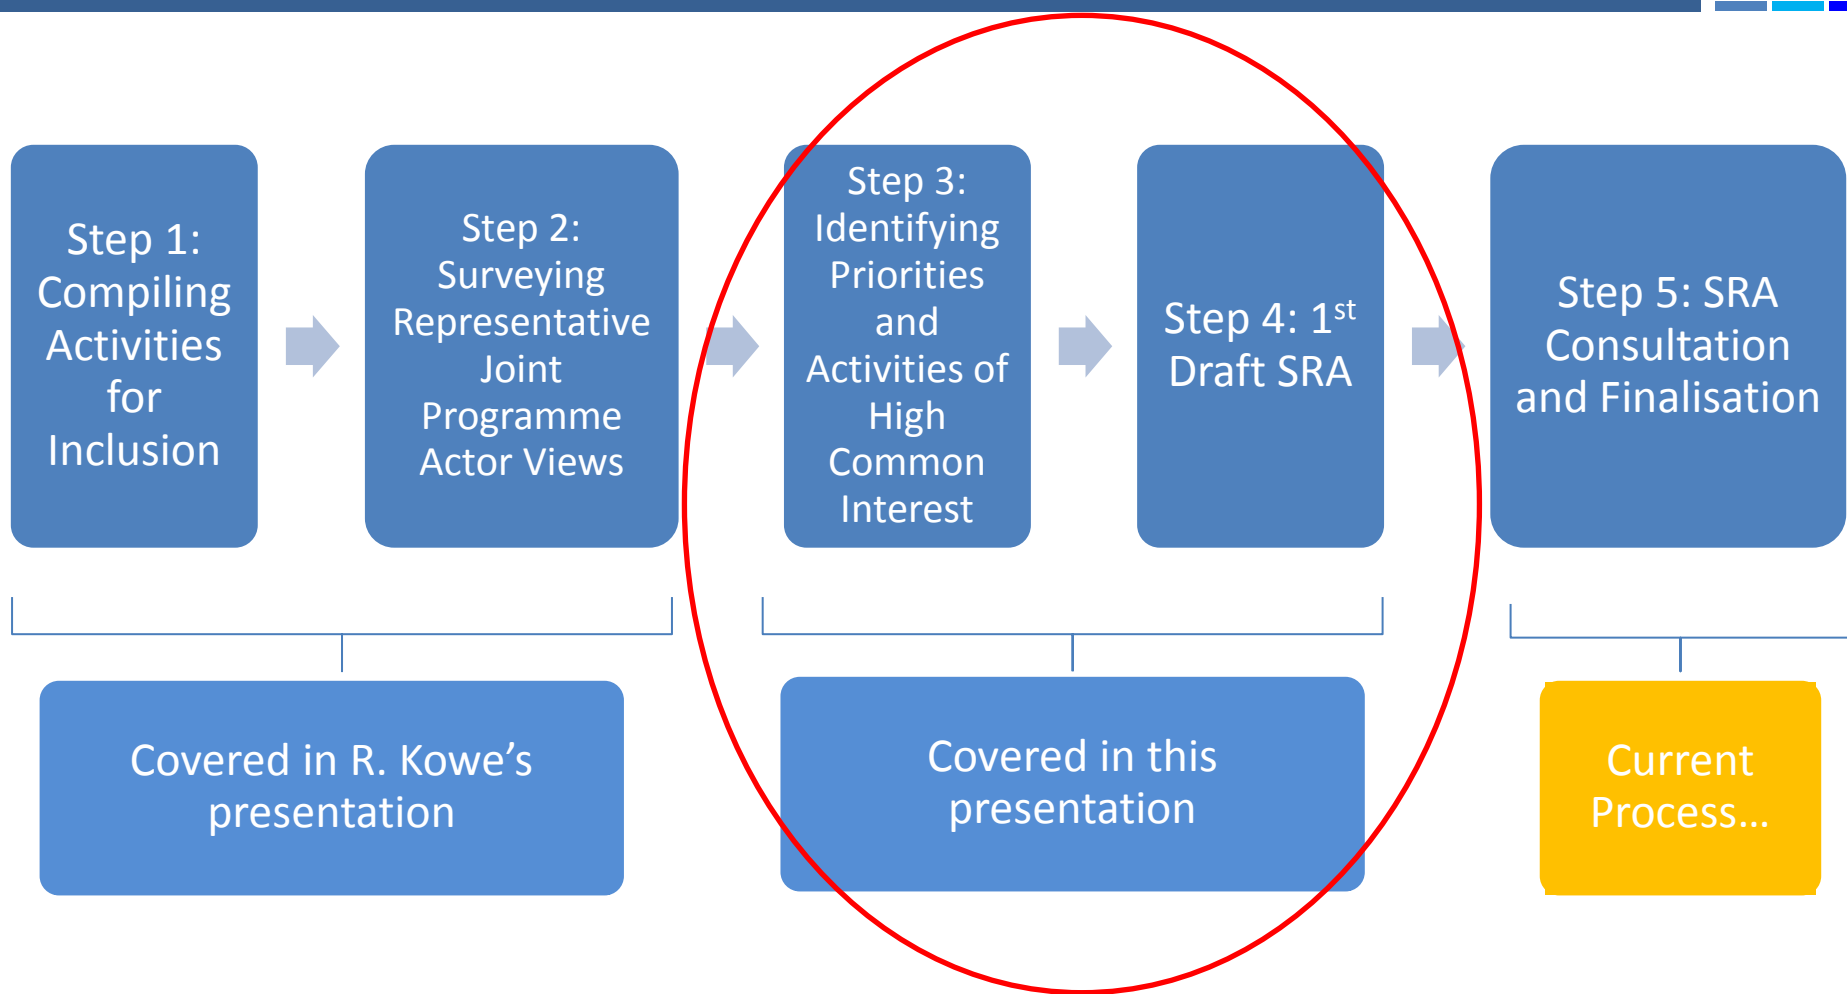 Step 1:
Compiling
Activities
for
Inclusion
Step 2:
Surveying
Representative
Joint
Programme
Actor Views
Step 3:
Identifying
Priorities
and
Activities of
High
Common
Interest
Step 4: 1st
Draft SRA
Step 5: SRA
Consultation
and Finalisation
Covered in R. Kowe’s
presentation
Covered in this
presentation
Current
Process…